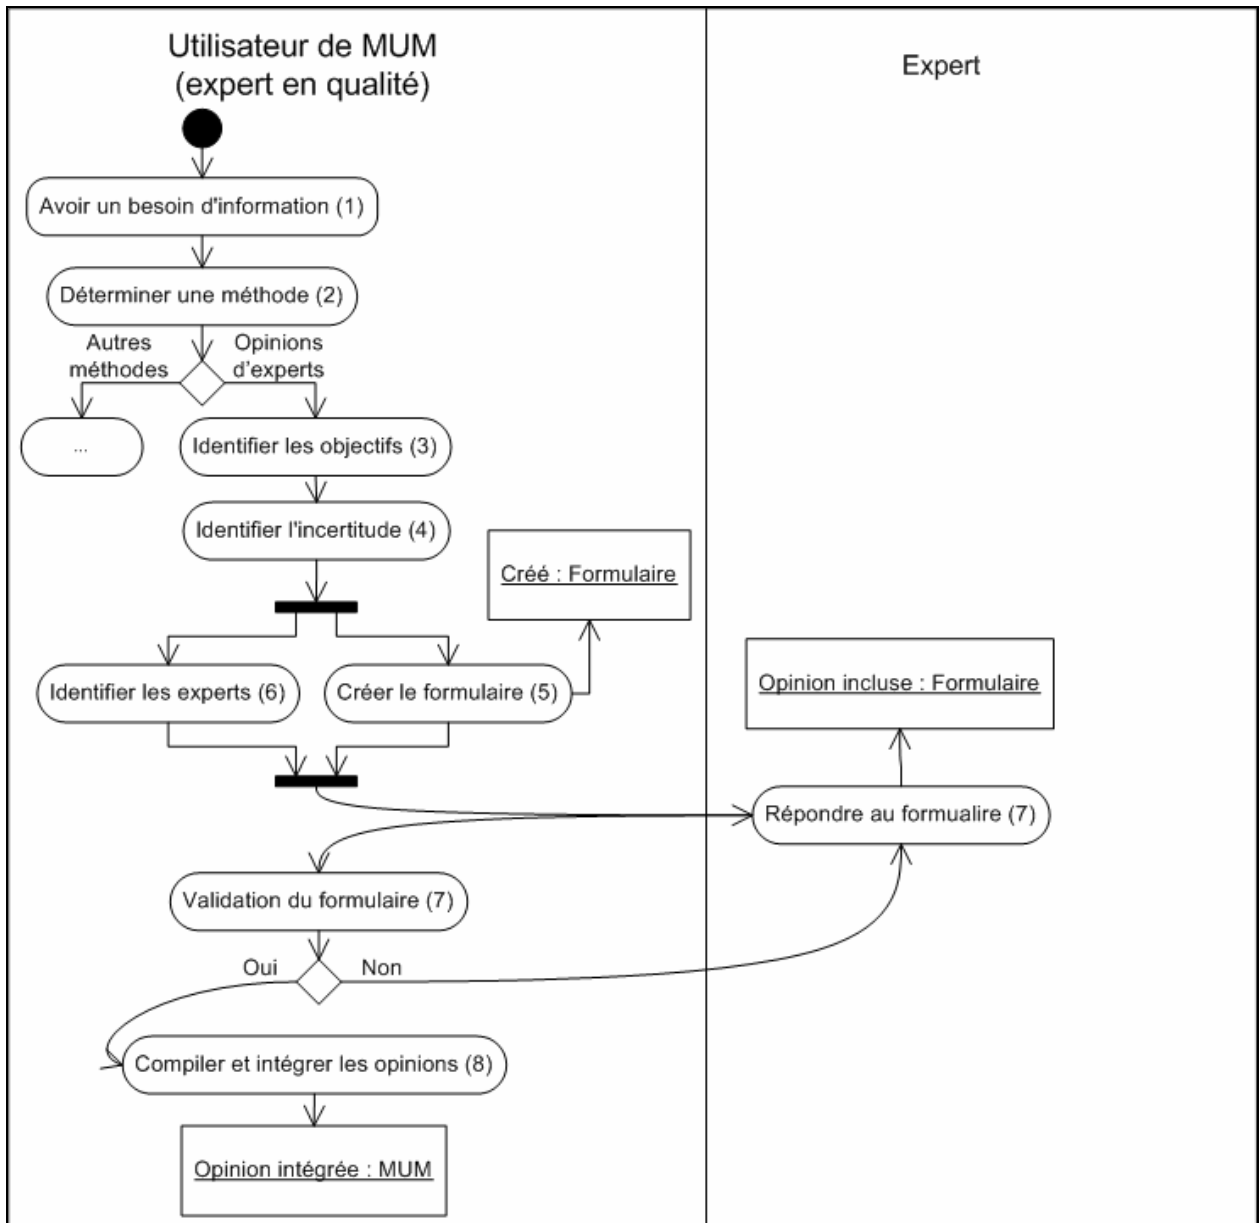 Utilisateur de MUM
(expert en qualité)
Expert
Avoir un besoin d'information (1)
Déterminer une méthode (2)
Autres
méthodes
Opinions
d'experts
...
Identifier les objectifs (3)
Identifier l'incertitude (4)
Créé : Formulaire
Identifier les experts (6)
Créer le formulaire (5)
Opinion incluse : Formulaire
Répondre au formualire (7)
Validation du formulaire (7)
Oui
Non
Compiler et intégrer les opinions (8)
Opinion intégrée : MUM